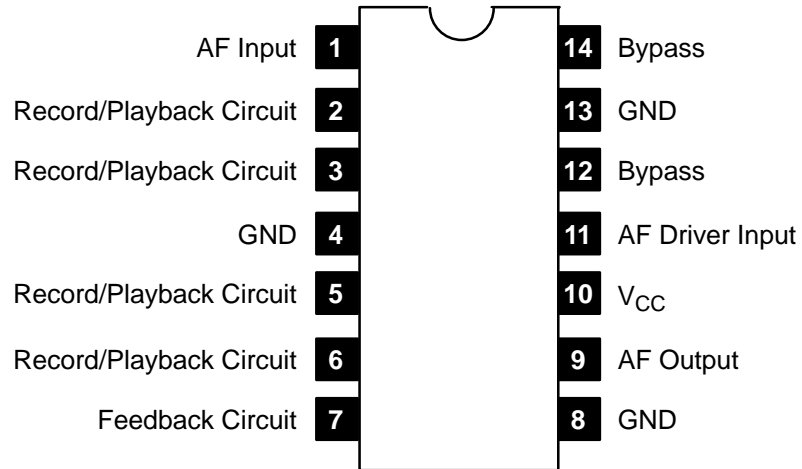 AF Input 1 14 Bypass
Record/Playback Circuit 2 13 GND
Record/Playback Circuit 3 12 Bypass
GND 4 11 AF Driver Input
Record/Playback Circuit 5 10 VCC
Record/Playback Circuit 6 9 AF Output
Feedback Circuit 7 8 GND